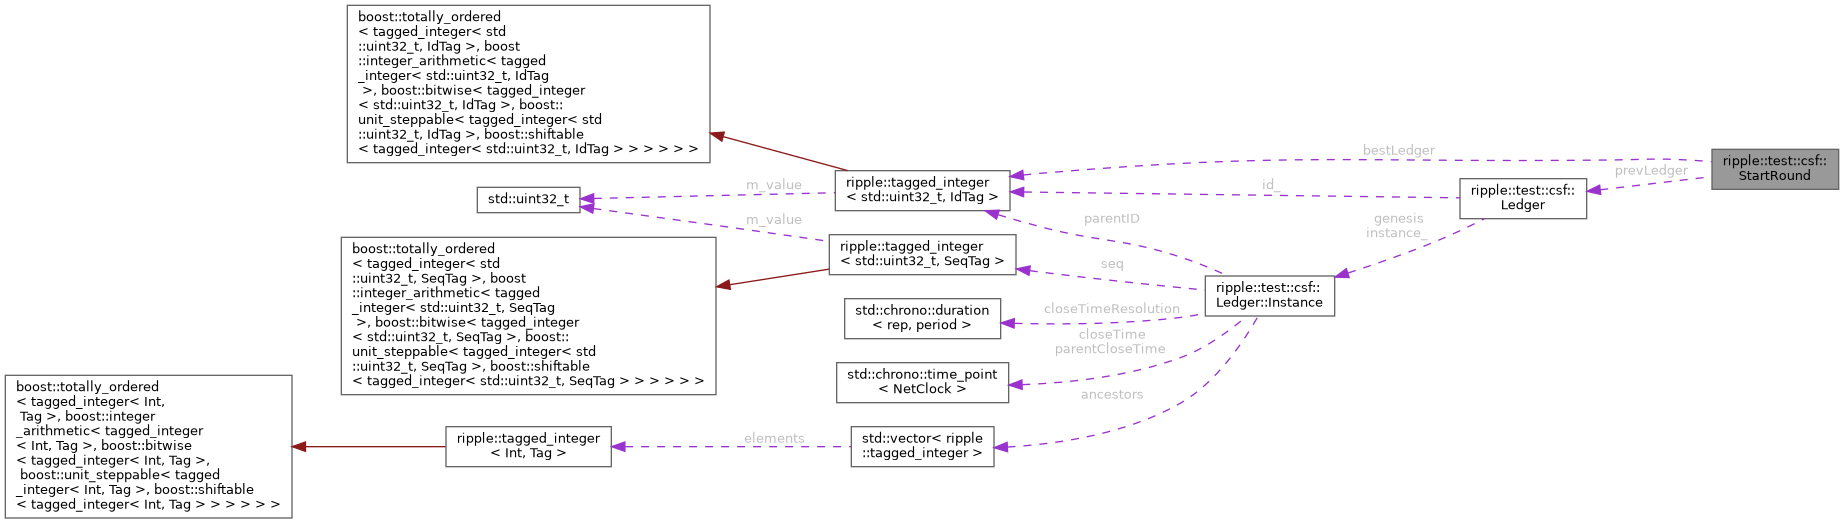 boost::totally_ordered
< tagged_integer< std
::uint32_t, IdTag >, boost
::integer_arithmetic< tagged
_integer< std::uint32_t, IdTag
 >, boost::bitwise< tagged_integer
< std::uint32_t, IdTag >, boost::
unit_steppable< tagged_integer< std
::uint32_t, IdTag >, boost::shiftable
< tagged_integer< std::uint32_t, IdTag > > > > > >
bestLedger
ripple::test::csf::
StartRound
prevLedger
ripple::tagged_integer
< std::uint32_t, IdTag >
m_value
id_
ripple::test::csf::
Ledger
std::uint32_t
m_value
parentID
genesis
instance_
boost::totally_ordered
< tagged_integer< std
::uint32_t, SeqTag >, boost
::integer_arithmetic< tagged
_integer< std::uint32_t, SeqTag
 >, boost::bitwise< tagged_integer
< std::uint32_t, SeqTag >, boost::
unit_steppable< tagged_integer< std
::uint32_t, SeqTag >, boost::shiftable
< tagged_integer< std::uint32_t, SeqTag > > > > > >
ripple::tagged_integer
< std::uint32_t, SeqTag >
seq
ripple::test::csf::
Ledger::Instance
std::chrono::duration
< rep, period >
closeTimeResolution
closeTime
parentCloseTime
std::chrono::time_point
< NetClock >
ancestors
boost::totally_ordered
< tagged_integer< Int,
 Tag >, boost::integer
_arithmetic< tagged_integer
< Int, Tag >, boost::bitwise
< tagged_integer< Int, Tag >,
 boost::unit_steppable< tagged
_integer< Int, Tag >, boost::shiftable
< tagged_integer< Int, Tag > > > > > >
ripple::tagged_integer
< Int, Tag >
elements
std::vector< ripple
::tagged_integer >